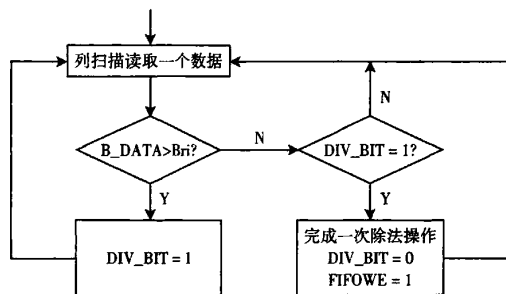 列扫描读取一个数据
B_DATA>Bri?
N
DIV_BIT = 1?
N
Y
Y
DIV_BIT = 1
完成一次除法操作
DIV_BIT = 0
FIFOWE = 1